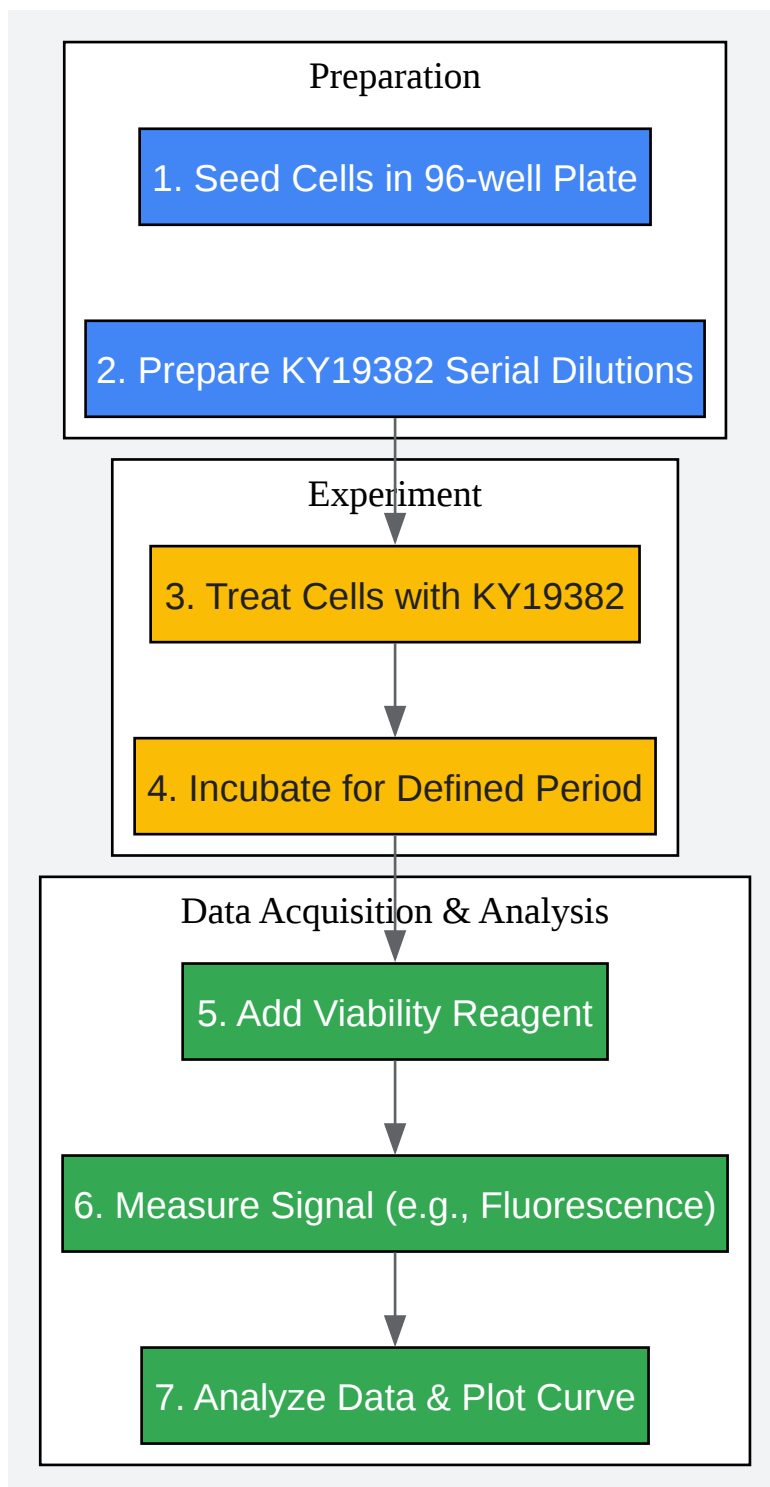 Preparation
1. Seed Cells in 96-well Plate
2. Prepare KY19382 Serial Dilutions
Experiment
3. Treat Cells with KY19382
4. Incubate for Defined Period
Data Acquisition & Analysis
5. Add Viability Reagent
6. Measure Signal (e.g., Fluorescence)
7. Analyze Data & Plot Curve